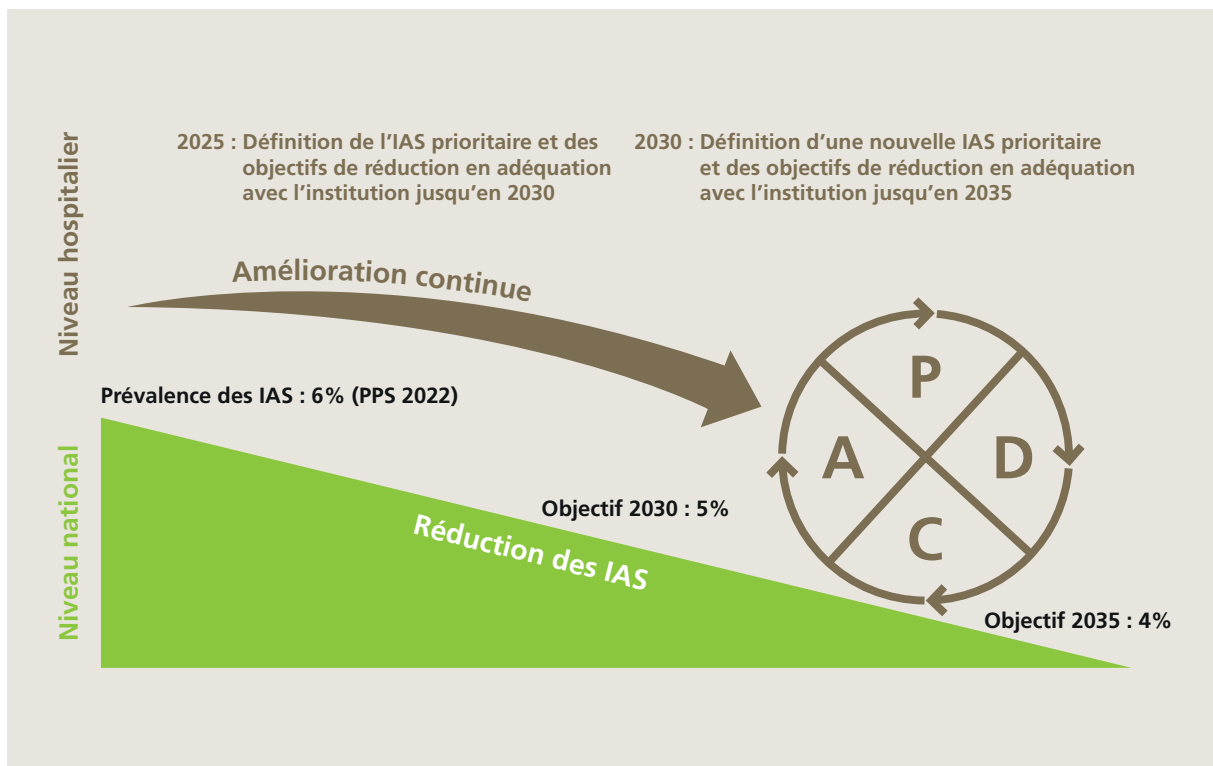 Niveau hospitalier
2025 : Définition de l’IAS prioritaire et des
objectifs de réduction en adéquation
avec l’institution jusqu’en 2030
2030 : Définition d’une nouvelle IAS prioritaire
et des objectifs de réduction en adéquation
avec l’institution jusqu’en 2035
Amélioration continue
P
D
C
A
Niveau national
Prévalence des IAS : 6% (PPS 2022)
Objectif 2030 : 5%
Réduction des IAS
Objectif 2035 : 4%